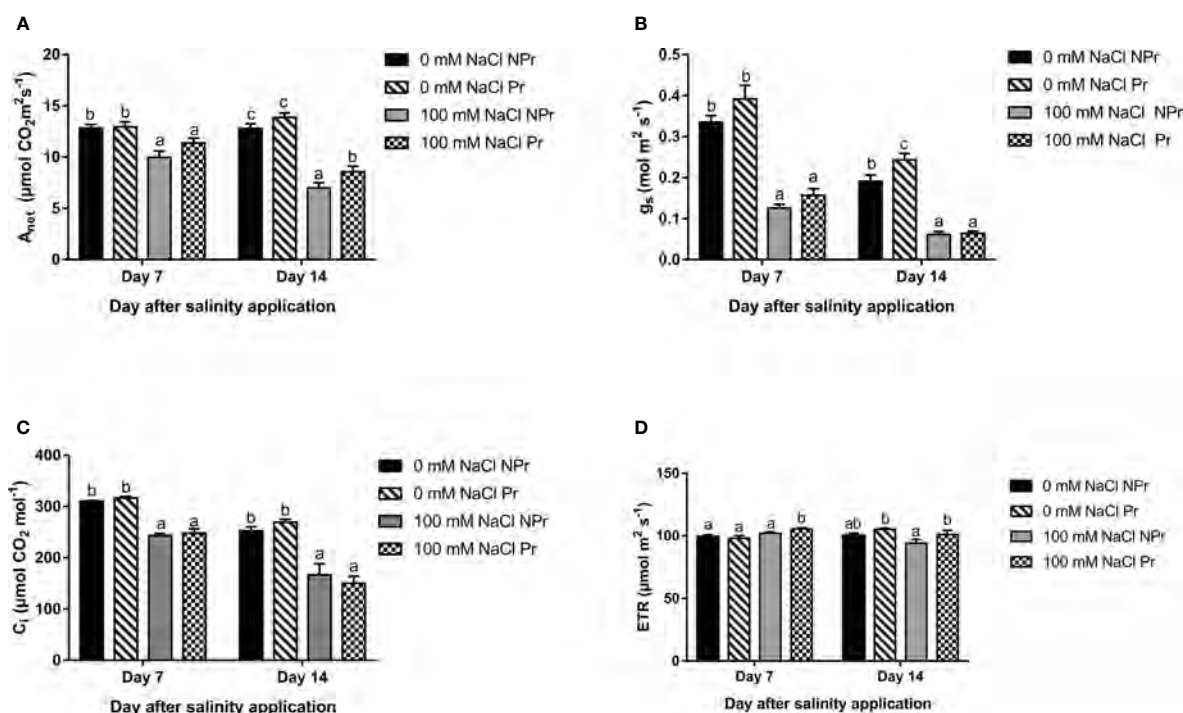 A
A_net (µmol CO₂m²s⁻¹)
20
15
10
5
0
b b a a c c a b
Day 7 Day 14
Day after salinity application
0 mM NaCl NPr
0 mM NaCl Pr
100 mM NaCl NPr
100 mM NaCl Pr
B
g_s (mol m² s⁻¹)
0.5
0.4
0.3
0.2
0.1
0.0
b b a a b c a a
Day 7 Day 14
Day after salinity application
0 mM NaCl NPr
0 mM NaCl Pr
100 mM NaCl NPr
100 mM NaCl Pr
C
C_i (µmol CO₂ mol⁻¹)
400
300
200
100
0
b b a a b b a a
Day 7 Day 14
Day after salinity application
0 mM NaCl NPr
0 mM NaCl Pr
100 mM NaCl NPr
100 mM NaCl Pr
D
ETR (µmol m² s⁻¹)
150
100
50
0
a a a b ab b a b
Day 7 Day 14
Day after salinity application
0 mM NaCl NPr
0 mM NaCl Pr
100 mM NaCl NPr
100 mM NaCl Pr